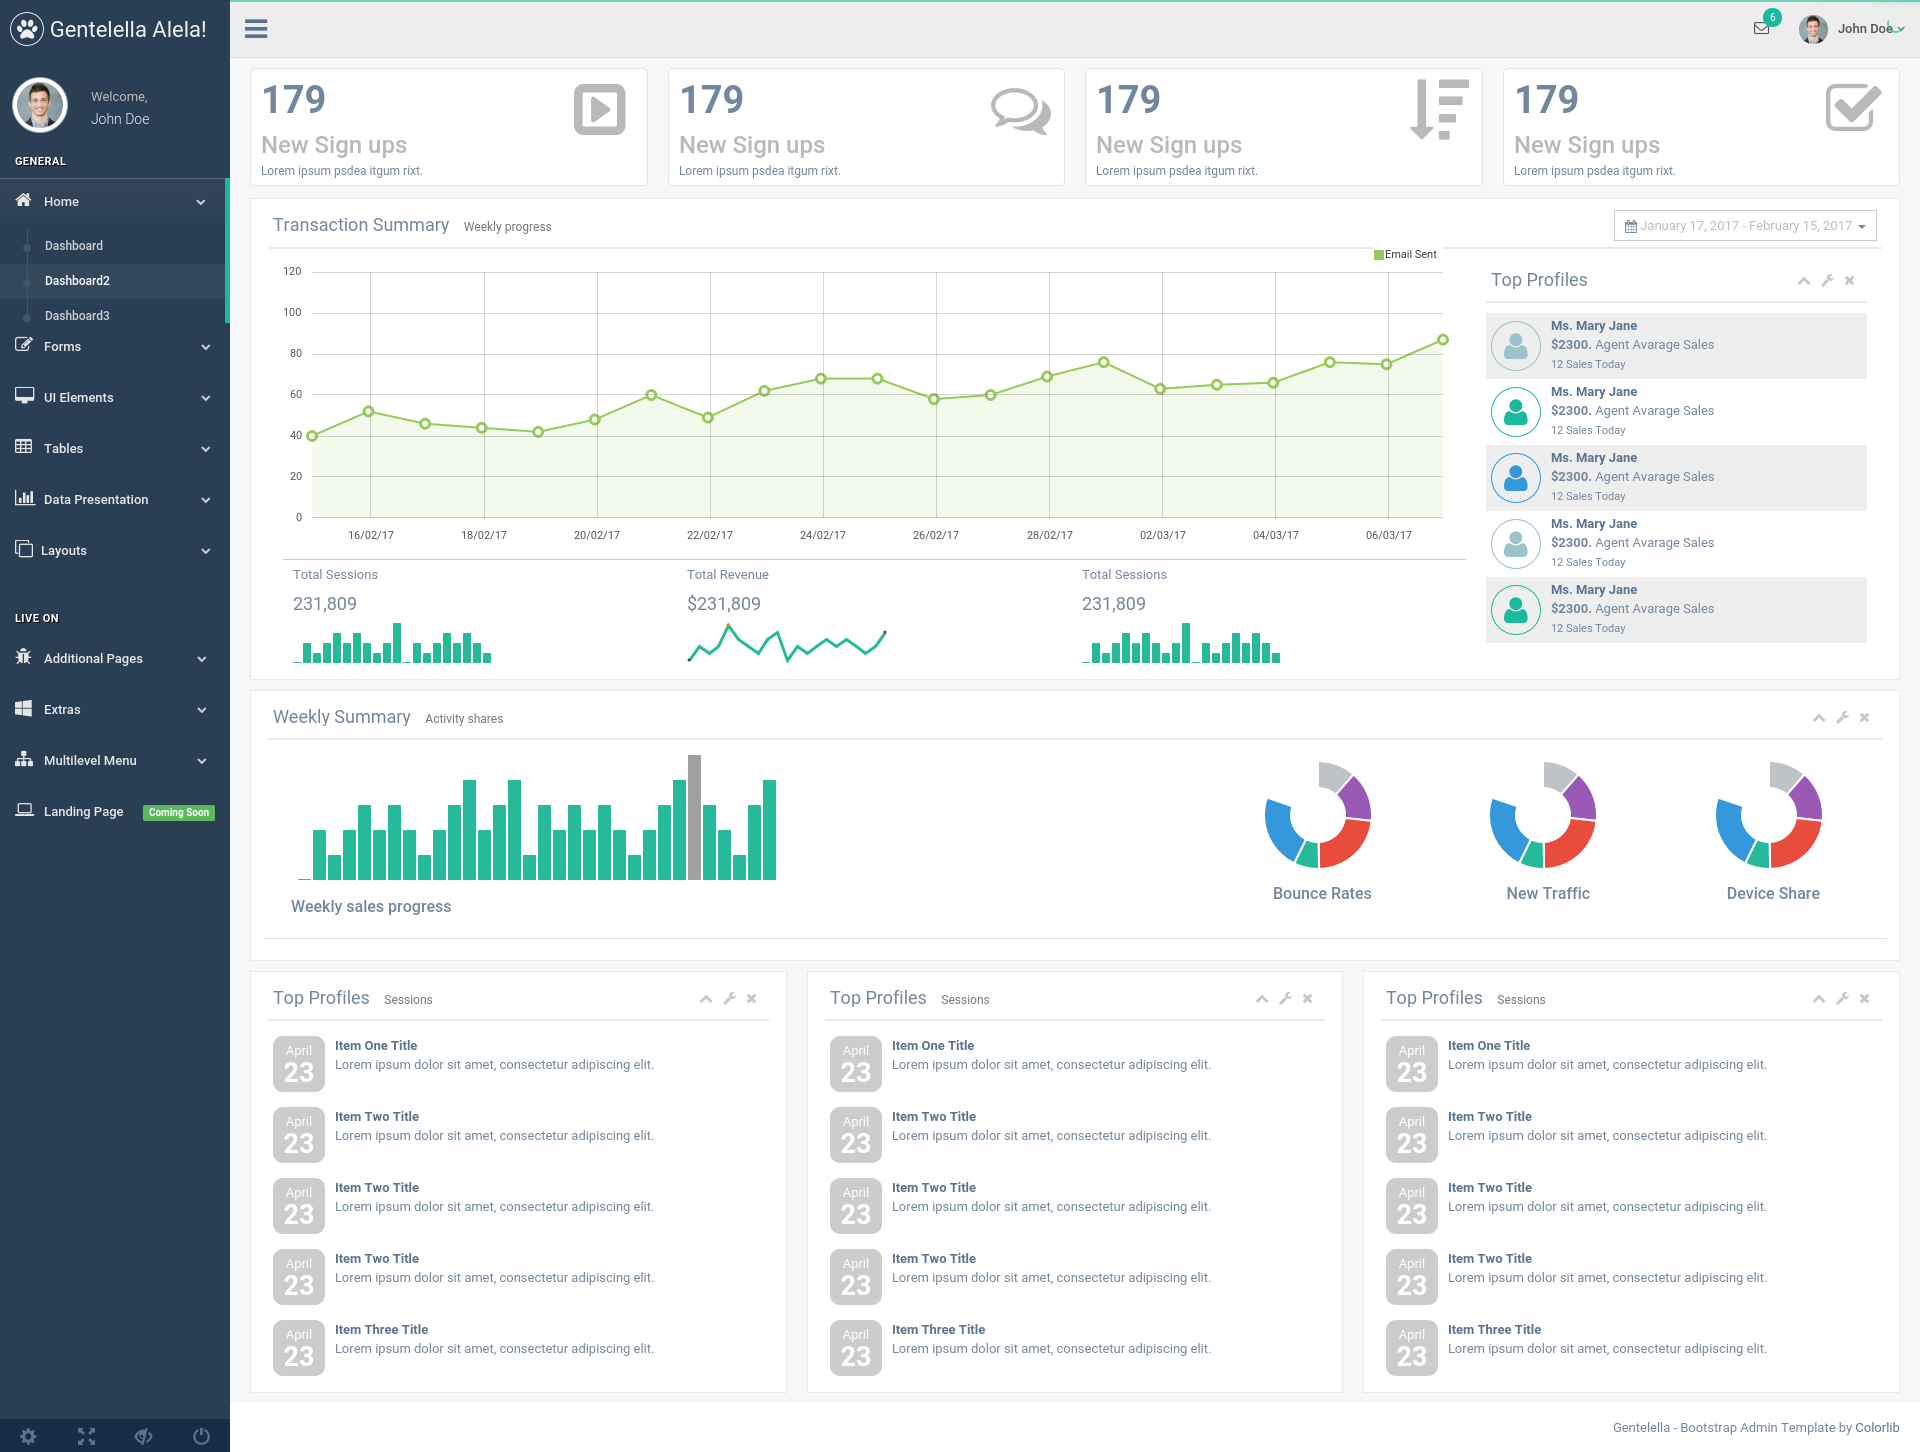 Gentelella Alela!
Welcome,
John Doe
GENERAL
Home
Dashboard
Dashboard2
Dashboard3
Forms
UI Elements
Tables
Data Presentation
Layouts
LIVE ON
Additional Pages
Extras
Multilevel Menu
Landing Page Coming Soon
6
John Doe
179
New Sign ups
Lorem ipsum psdea itgum rixt.
179
New Sign ups
Lorem ipsum psdea itgum rixt.
179
New Sign ups
Lorem ipsum psdea itgum rixt.
179
New Sign ups
Lorem ipsum psdea itgum rixt.
Transaction Summary Weekly progress
January 17, 2017 - February 15, 2017
Email Sent
120
100
80
60
40
20
0
16/02/17 18/02/17 20/02/17 22/02/17 24/02/17 26/02/17 28/02/17 02/03/17 04/03/17 06/03/17
Total Sessions
231,809
Total Revenue
$231,809
Total Sessions
231,809
Top Profiles
Ms. Mary Jane
$2300. Agent Avarage Sales
12 Sales Today
Ms. Mary Jane
$2300. Agent Avarage Sales
12 Sales Today
Ms. Mary Jane
$2300. Agent Avarage Sales
12 Sales Today
Ms. Mary Jane
$2300. Agent Avarage Sales
12 Sales Today
Ms. Mary Jane
$2300. Agent Avarage Sales
12 Sales Today
Weekly Summary Activity shares
Weekly sales progress
Bounce Rates
New Traffic
Device Share
Top Profiles Sessions
April
23
Item One Title
Lorem ipsum dolor sit amet, consectetur adipiscing elit.
April
23
Item Two Title
Lorem ipsum dolor sit amet, consectetur adipiscing elit.
April
23
Item Two Title
Lorem ipsum dolor sit amet, consectetur adipiscing elit.
April
23
Item Two Title
Lorem ipsum dolor sit amet, consectetur adipiscing elit.
April
23
Item Three Title
Lorem ipsum dolor sit amet, consectetur adipiscing elit.
Top Profiles Sessions
April
23
Item One Title
Lorem ipsum dolor sit amet, consectetur adipiscing elit.
April
23
Item Two Title
Lorem ipsum dolor sit amet, consectetur adipiscing elit.
April
23
Item Two Title
Lorem ipsum dolor sit amet, consectetur adipiscing elit.
April
23
Item Two Title
Lorem ipsum dolor sit amet, consectetur adipiscing elit.
April
23
Item Three Title
Lorem ipsum dolor sit amet, consectetur adipiscing elit.
Top Profiles Sessions
April
23
Item One Title
Lorem ipsum dolor sit amet, consectetur adipiscing elit.
April
23
Item Two Title
Lorem ipsum dolor sit amet, consectetur adipiscing elit.
April
23
Item Two Title
Lorem ipsum dolor sit amet, consectetur adipiscing elit.
April
23
Item Two Title
Lorem ipsum dolor sit amet, consectetur adipiscing elit.
April
23
Item Three Title
Lorem ipsum dolor sit amet, consectetur adipiscing elit.
Gentelella - Bootstrap Admin Template by Colorlib